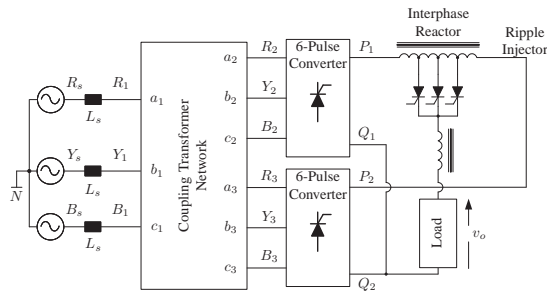 Interphase
Reactor
Ripple
Injector
6-Pulse
Converter
P1
R2
a2
Rs
R1
a1
Ls
Y2
b2
B2
c2
Q1
Coupling Transformer
Network
Ys
Y1
b1
Ls
N
R3
a3
6-Pulse
Converter
P2
Bs
B1
c1
Ls
Y3
b3
B3
c3
Q2
Load
vo